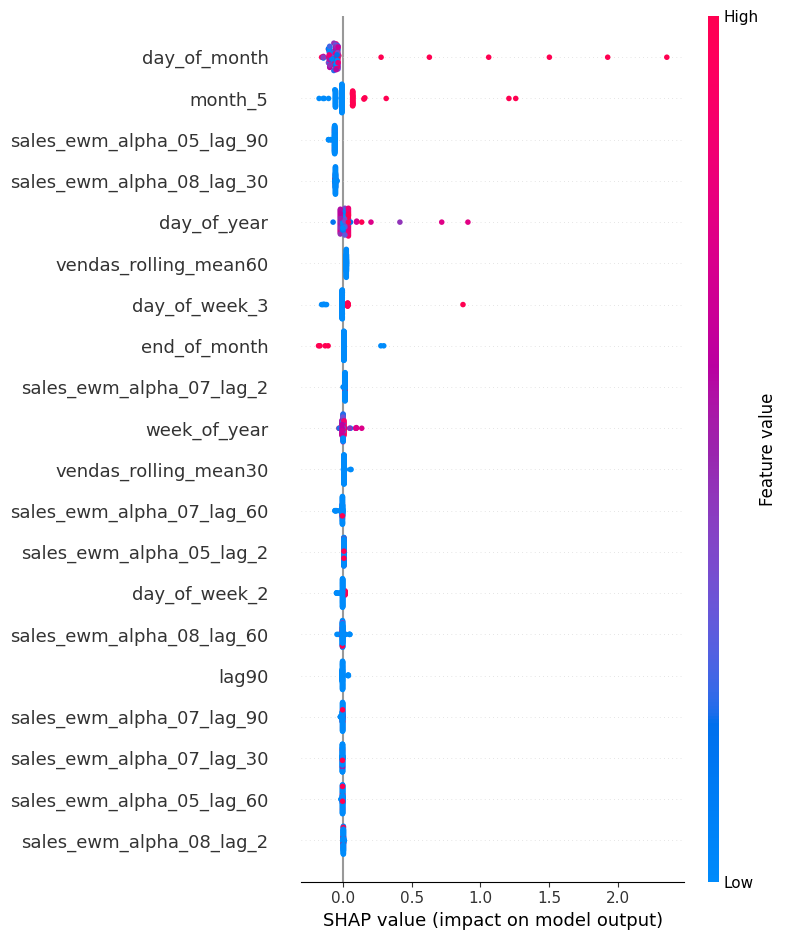 High
day_of_month
month_5
sales_ewm_alpha_05_lag_90
sales_ewm_alpha_08_lag_30
day_of_year
vendas_rolling_mean60
day_of_week_3
end_of_month
sales_ewm_alpha_07_lag_2
week_of_year
vendas_rolling_mean30
sales_ewm_alpha_07_lag_60
sales_ewm_alpha_05_lag_2
day_of_week_2
sales_ewm_alpha_08_lag_60
lag90
sales_ewm_alpha_07_lag_90
sales_ewm_alpha_07_lag_30
sales_ewm_alpha_05_lag_60
sales_ewm_alpha_08_lag_2
Feature value
Low
0.0 0.5 1.0 1.5 2.0
SHAP value (impact on model output)